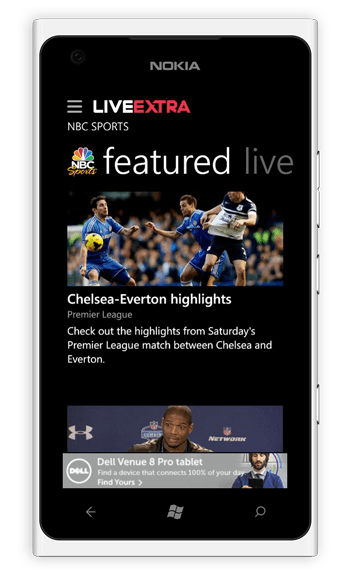 NOKIA
LIVEEXTRA
NBC SPORTS
NBC
Sports
featured live
Chelsea-Everton highlights
Premier League
Check out the highlights from Saturday's
Premier League match between Chelsea and
Everton.
NETWORK
DELL
Dell Venue 8 Pro tablet
Find a device that connects 100% of your day
Find Yours >